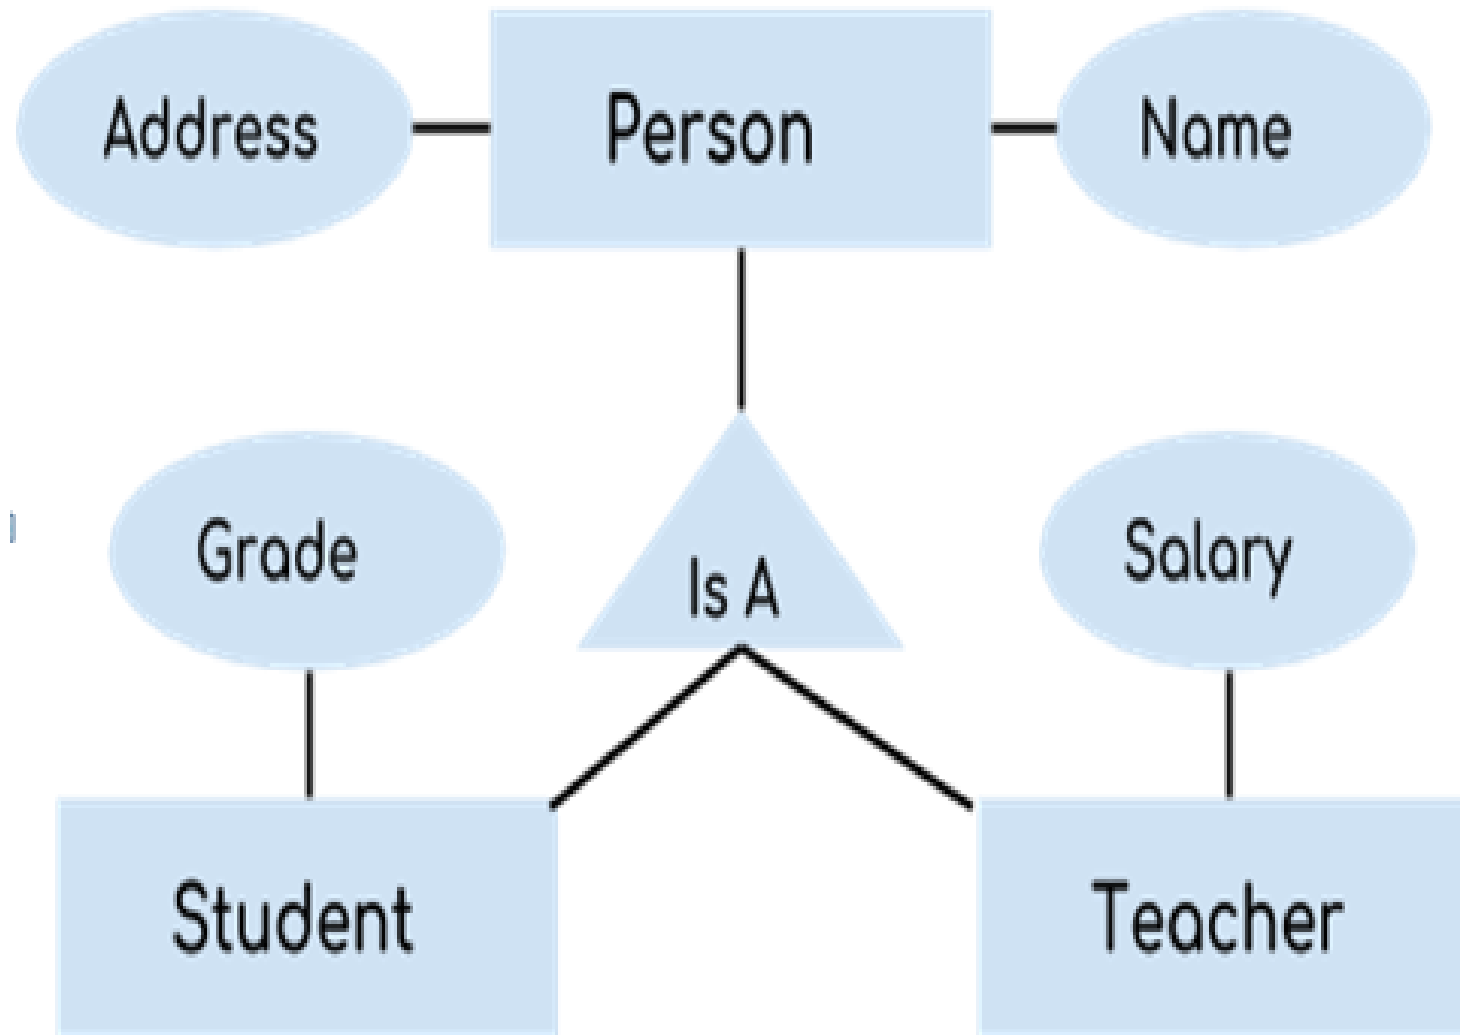 Address
Person
Name
Grade
Is A
Salary
Student
Teacher